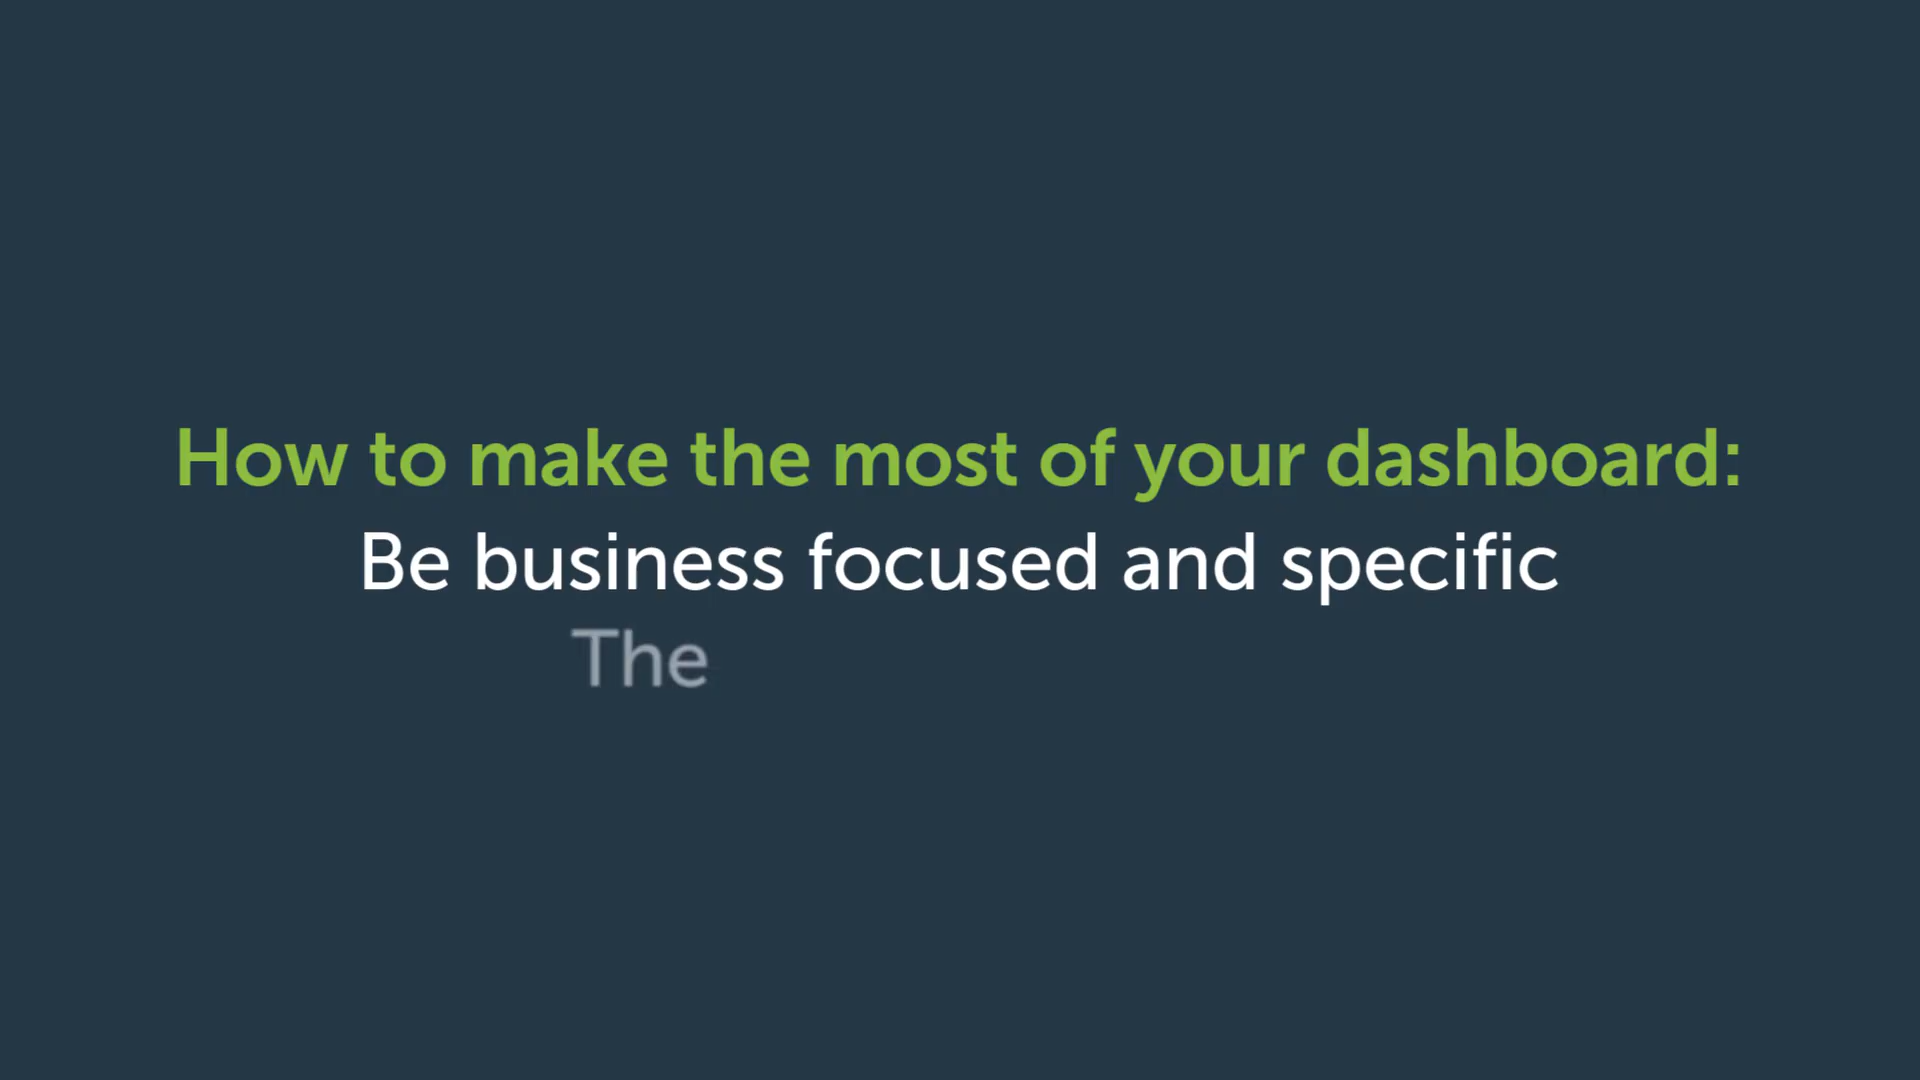 How to make the most of your dashboard:
Be business focused and specific
The